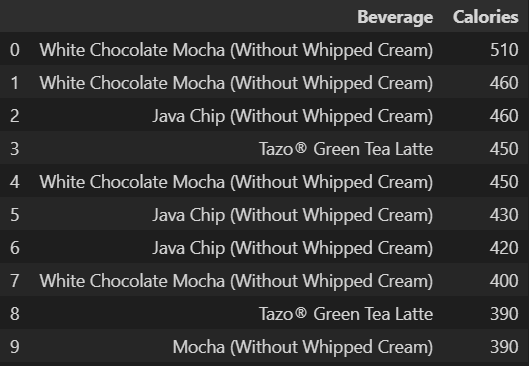 Beverage Calories
0 White Chocolate Mocha (Without Whipped Cream) 510
1 White Chocolate Mocha (Without Whipped Cream) 460
2 Java Chip (Without Whipped Cream) 460
3 Tazo® Green Tea Latte 450
4 White Chocolate Mocha (Without Whipped Cream) 450
5 Java Chip (Without Whipped Cream) 430
6 Java Chip (Without Whipped Cream) 420
7 White Chocolate Mocha (Without Whipped Cream) 400
8 Tazo® Green Tea Latte 390
9 Mocha (Without Whipped Cream) 390